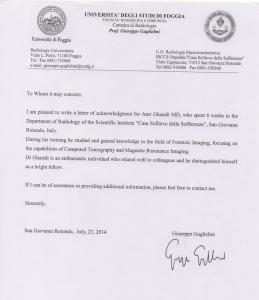 UNIVERSITA' DEGLI STUDI DI FOGGIA
FACOLTA' DI MEDICINA E CHIRURGIA
Cattedra di Radiologia
Prof. Giuseppe Guglielmi
Università di Foggia
Radiologia Universitaria
Viale L. Pinto, 71100 Foggia
Tel / Fax 0881-733866
e-mail: giuseppe.guglielmi@unifg.it
U.O. Radiologia Muscoloscheletrica
IRCCS Ospedale"Casa Sollievo della Sofferenza"
Viale Cappuccini, 71013 San Giovanni Rotondo
Tel 0882-410686 Fax 0881-
To Whom it may concern:
I am pleased to write a letter of acknowledgment for Amr Ghazali MD, who spent 6 weeks in the
Department of Radiology of the Scientific Institute "Casa Sollievo della Sofferenza", San Giovanni
Rotondo, Italy.
During his training he studied and gained knowledge in the field of Forensic Imaging, focusing on
the capabilities of Computed Tomography and Magnetic Resonance Imaging.
Dr Ghazali is an enthusiastic individual who related well to colleagues and he distinguished himself
as a bright fellow.
If I can be of assistance in providing additional information, please feel free to contact me.
Sincerely,
San Giovanni Rotondo, July, 23, 2014
Giuseppe Guglielmi